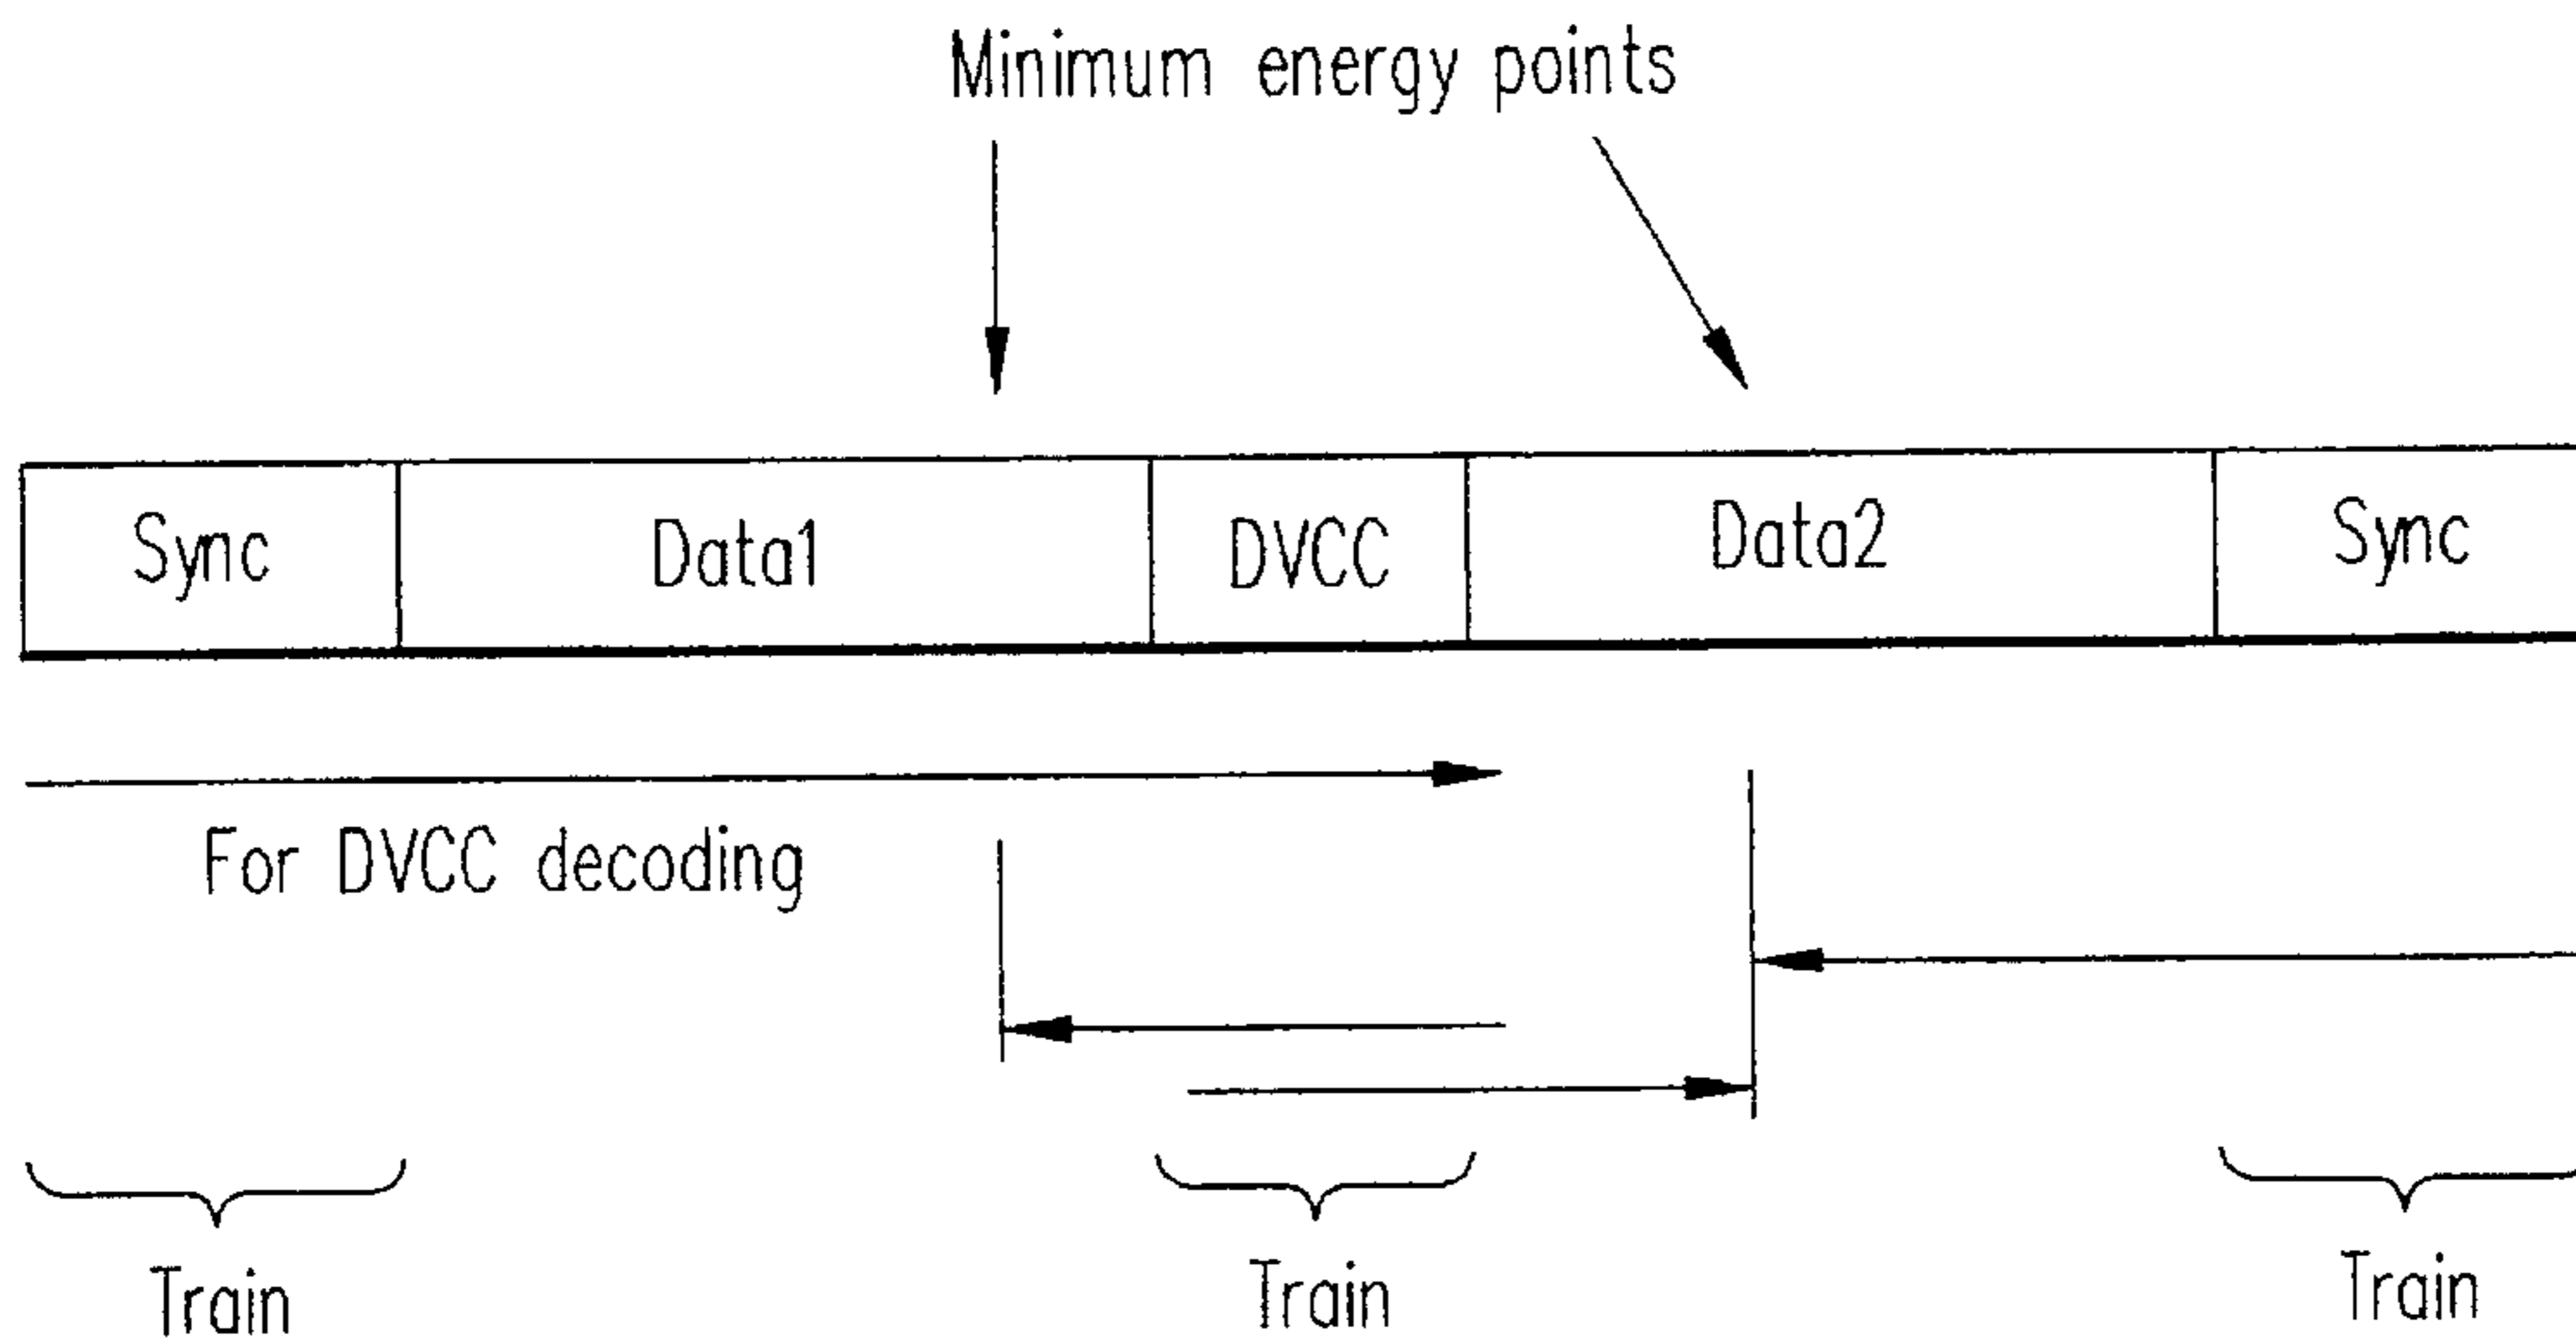 Minimum energy points
Sync Data1 DVCC Data2 Sync
For DVCC decoding
Train Train Train